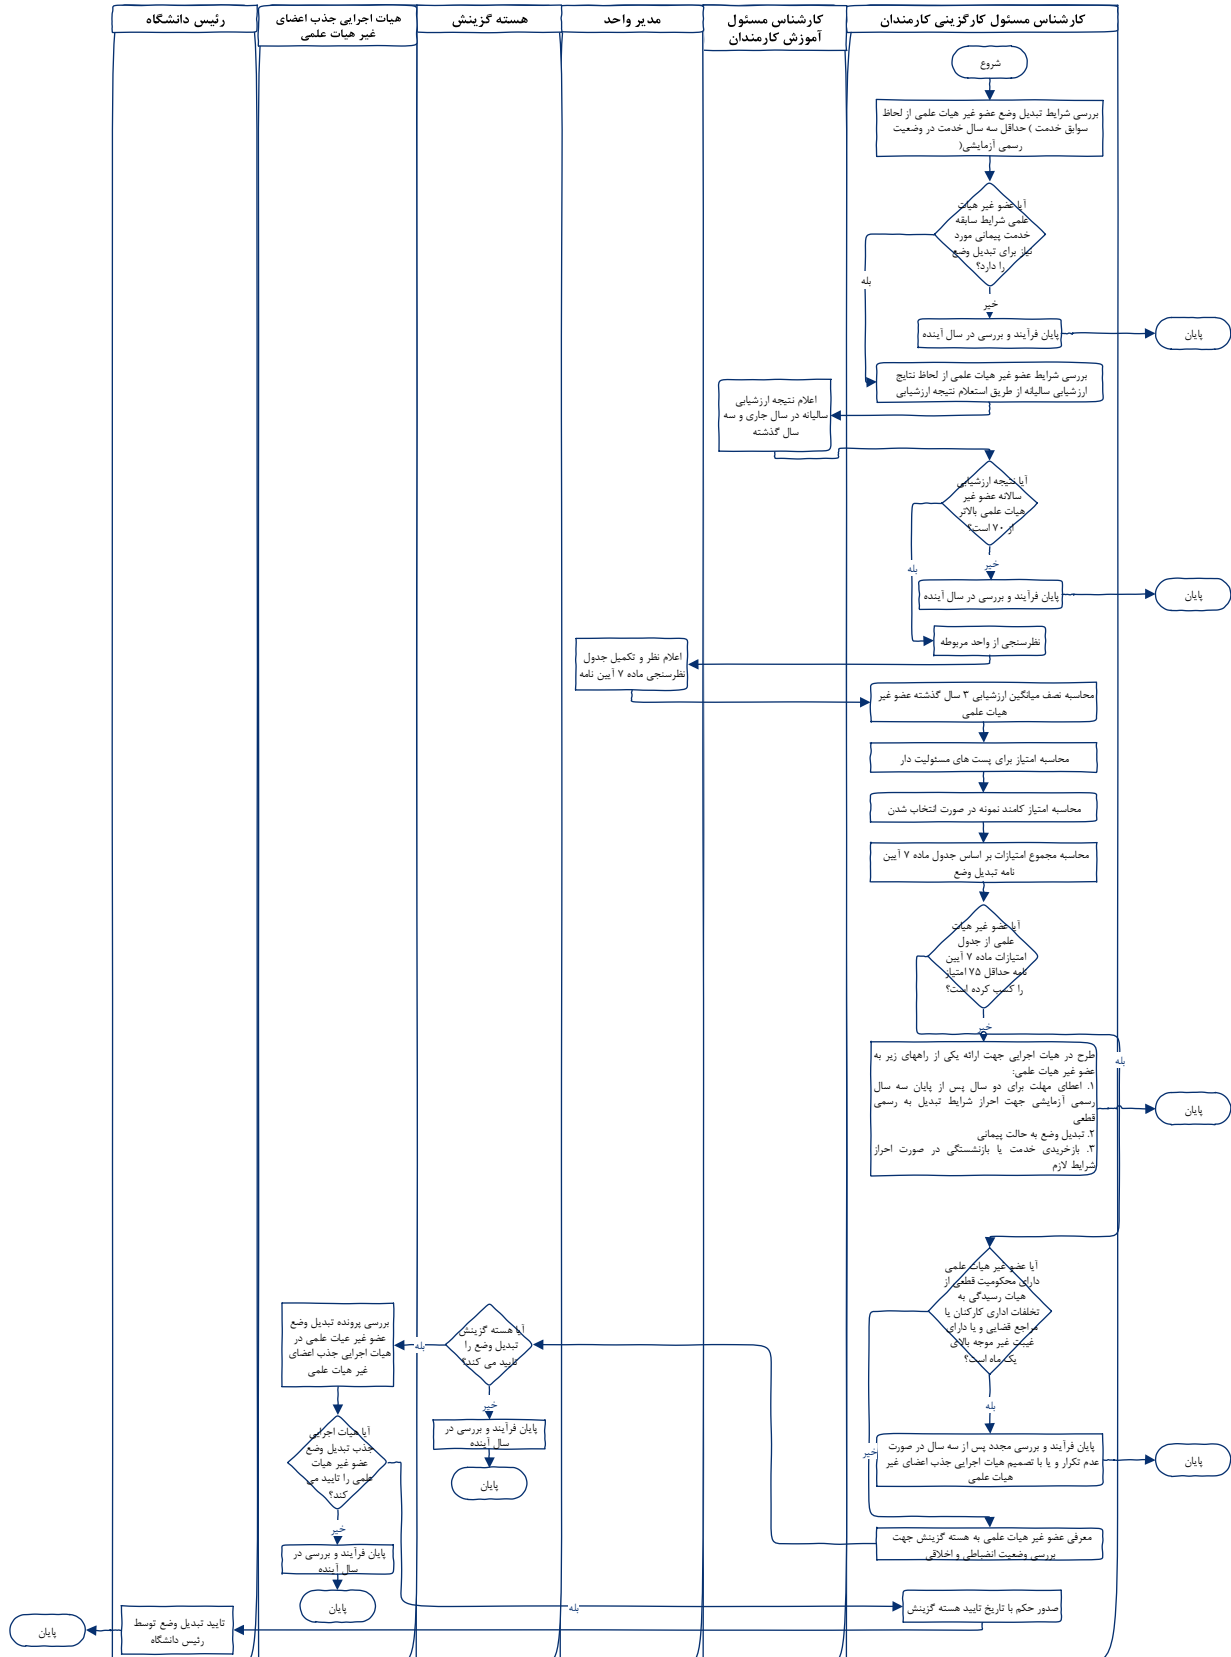 کارشناس مسئول کارگزینی کارمندان
کارشناس مسئول
آموزش کارمندان
مدیر واحد
هسته گزینش
هیات اجرایی جذب اعضای
غیر هیات علمی
رئیس دانشگاه
شروع
بررسی شرایط تبدیل وضع عضو غیر هیات علمی از لحاظ
سوابق خدمت ) حداقل سه سال خدمت در وضعیت
رسمی آزمایشی(
آیا عضو غیر هیات
علمی شرایط سابقه
خدمت پیمانی مورد
نیاز برای تبدیل وضع
را دارد؟
بله
خیر
پایان فرآیند و بررسی در سال آینده
پایان
بررسی شرایط عضو غیر هیات علمی از لحاظ نتایج
ارزشیابی سالیانه از طریق استعلام نتیجه ارزشیابی
اعلام نتیجه ارزشیابی
سالیانه در سال جاری و سه
سال گذشته
آیا نتیجه ارزشیابی
سالانه عضو غیر
هیات علمی بالاتر
از ۷۰ است؟
خیر
بله
پایان فرآیند و بررسی در سال آینده
پایان
نظرسنجی از واحد مربوطه
اعلام نظر و تکمیل جدول
نظرسنجی ماده ۷ آیین نامه
محاسبه نصف میانگین ارزشیابی ۳ سال گذشته عضو غیر
هیات علمی
محاسبه امتیاز برای پست های مسئولیت دار
محاسبه امتیاز کامند نمونه در صورت انتخاب شدن
محاسبه مجموع امتیازات بر اساس جدول ماده ۷ آیین
نامه تبدیل وضع
آیا عضو غیر هیات
علمی از جدول
امتیازات ماده ۷ آیین
نامه حداقل ۷۵ امتیاز
را کسب کرده است؟
خیر
بله
طرح در هیات اجرایی جهت ارائه یکی از راههای زیر به
عضو غیر هیات علمی:
۱. اعطای مهلت برای دو سال پس از پایان سه سال
رسمی آزمایشی جهت احراز شرایط تبدیل به رسمی
قطعی
۲. تبدیل وضع به حالت پیمانی
۳. بازخریدی خدمت یا بازنشستگی در صورت احراز
شرایط لازم
پایان
آیا عضو غیر هیات علمی
دارای محکومیت قطعی از
هیات رسیدگی به
تخلفات اداری کارکنان یا
مراجع قضایی و یا دارای
غیبت غیر موجه بالای
یک ماه است؟
بله
خیر
پایان فرآیند و بررسی مجدد پس از سه سال در صورت
عدم تکرار و یا با تصمیم هیات اجرایی جذب اعضای غیر
هیات علمی
پایان
معرفی عضو غیر هیات علمی به هسته گزینش جهت
بررسی وضعیت انضباطی و اخلاقی
آیا هسته گزینش
تبدیل وضع را
تایید می کند؟
بله
خیر
پایان فرآیند و بررسی در
سال آینده
پایان
بررسی پرونده تبدیل وضع
عضو غیر عیات علمی در
هیات اجرایی جذب اعضای
غیر هیات علمی
آیا هیات اجرایی
جذب تبدیل وضع
عضو غیر هیات
علمی را تایید می
کند؟
خیر
پایان فرآیند و بررسی در
سال آینده
پایان
بله
صدور حکم با تاریخ تایید هسته گزینش
تایید تبدیل وضع توسط
رئیس دانشگاه
پایان